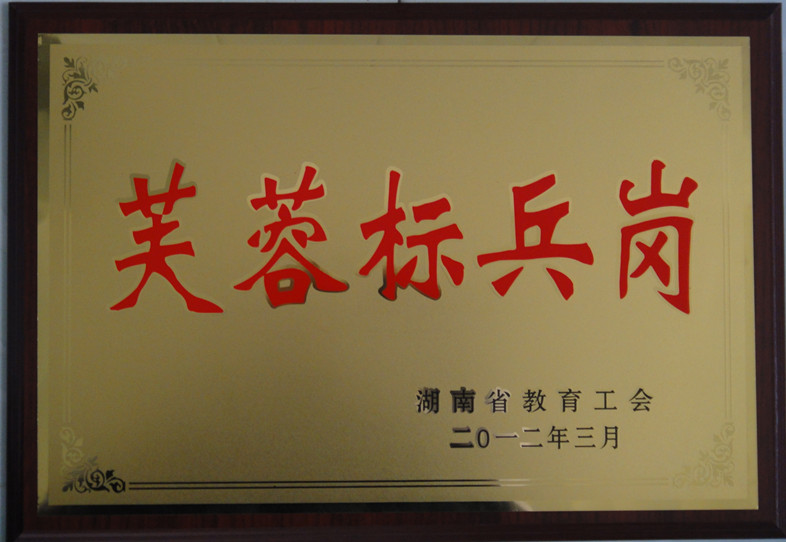 芙蓉标兵岗
湖南省教育工会
二0一二年三月